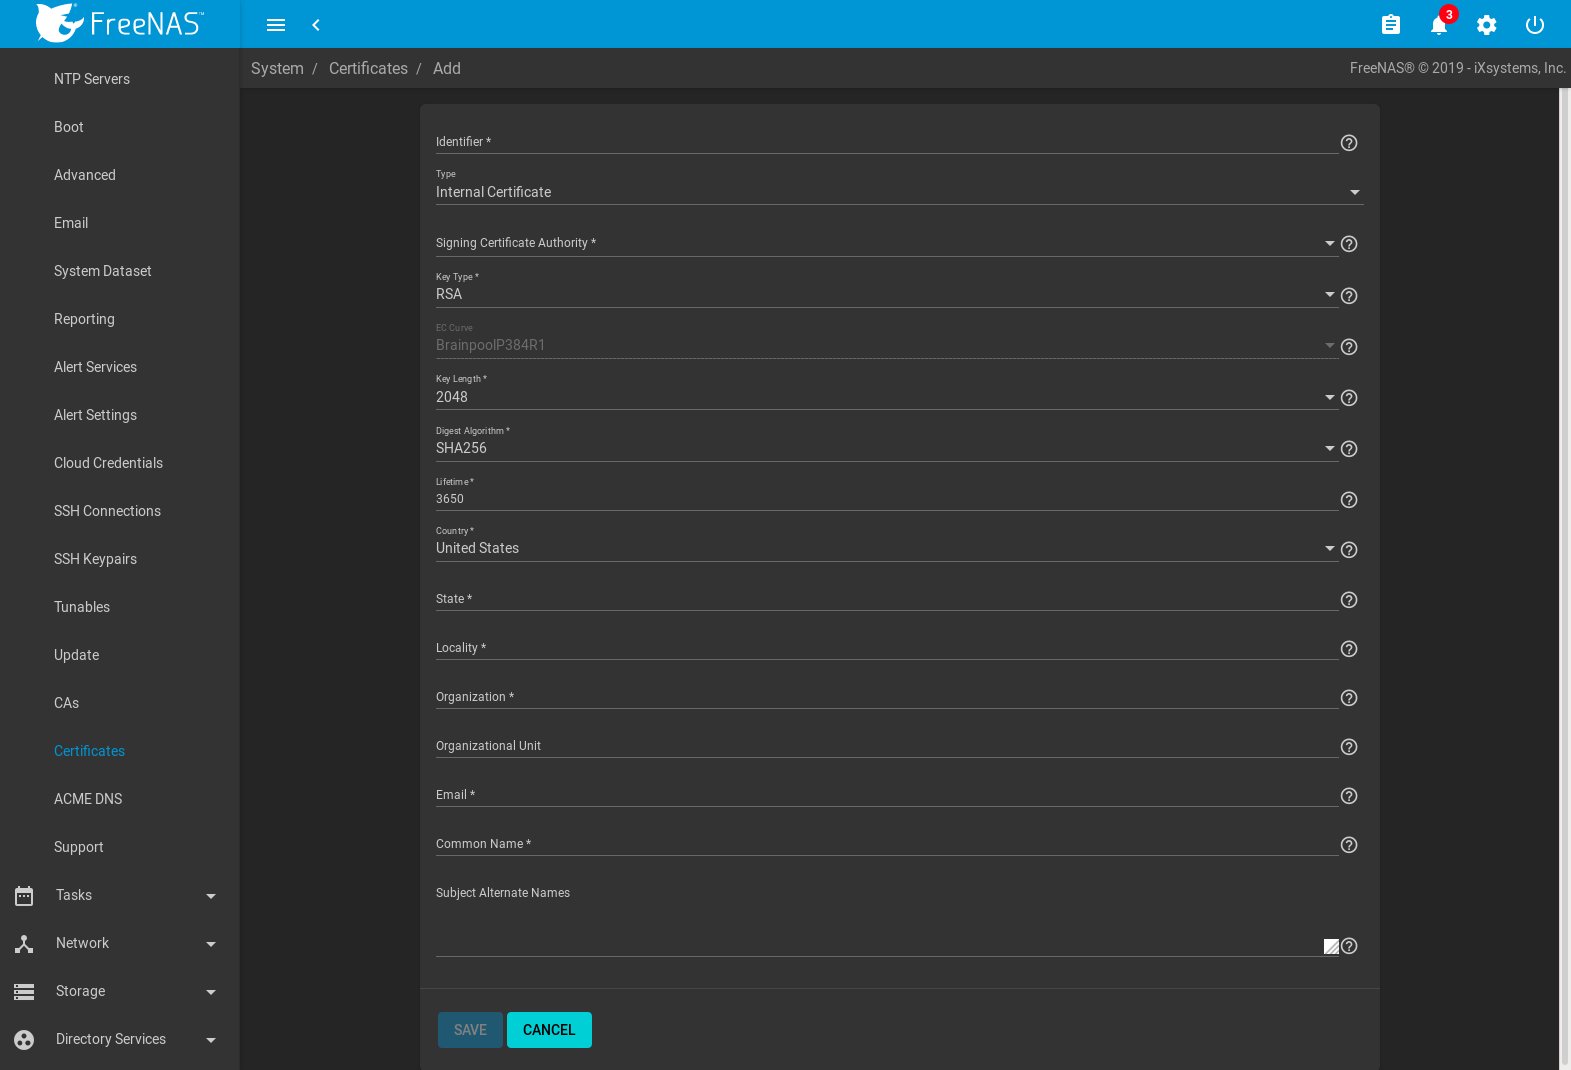 FreeNAS™
3
System / Certificates / Add
FreeNAS® © 2019 - iXsystems, Inc.
NTP Servers
Boot
Advanced
Email
System Dataset
Reporting
Alert Services
Alert Settings
Cloud Credentials
SSH Connections
SSH Keypairs
Tunables
Update
CAs
Certificates
ACME DNS
Support
Tasks
Network
Storage
Directory Services
Identifier *
Type
Internal Certificate
Signing Certificate Authority *
Key Type *
RSA
EC Curve
BrainpoolP384R1
Key Length *
2048
Digest Algorithm *
SHA256
Lifetime *
3650
Country *
United States
State *
Locality *
Organization *
Organizational Unit
Email *
Common Name *
Subject Alternate Names
SAVE CANCEL